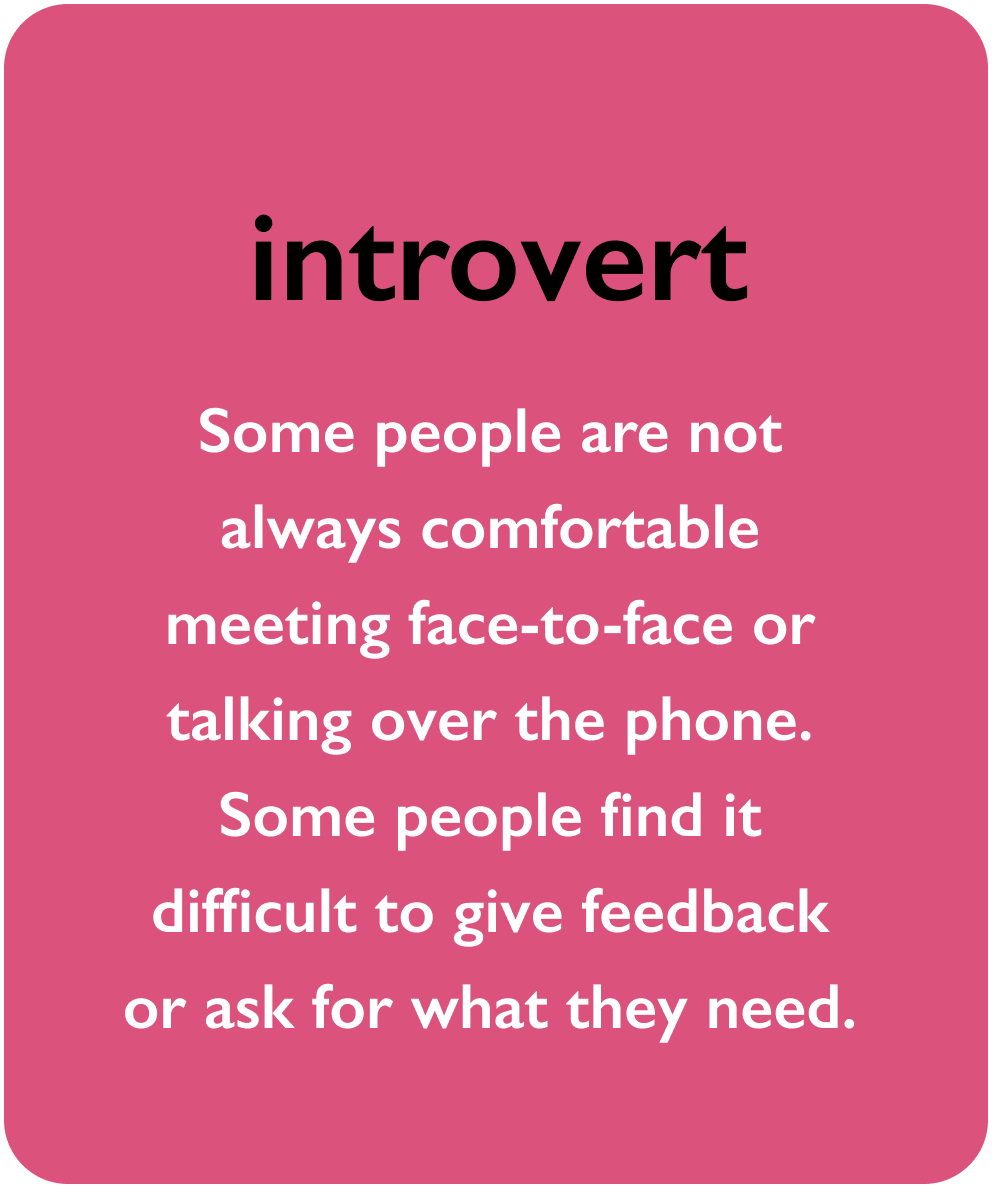 introvert
Some people are not
always comfortable
meeting face-to-face or
talking over the phone.
Some people find it
difficult to give feedback
or ask for what they need.